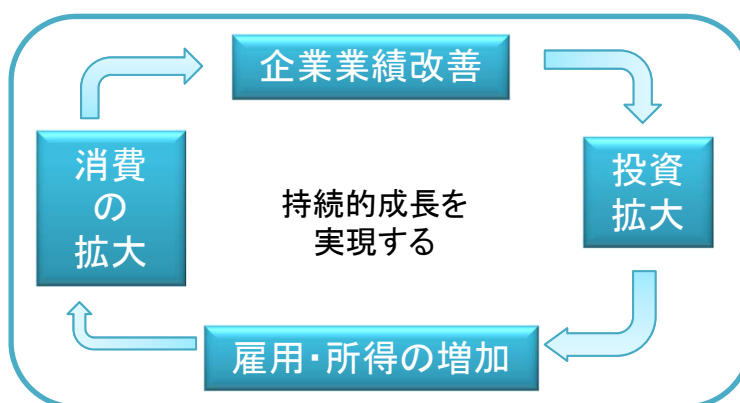 企業業績改善
消費
の
拡大
投資
拡大
持続的成長を
実現する
雇用・所得の増加